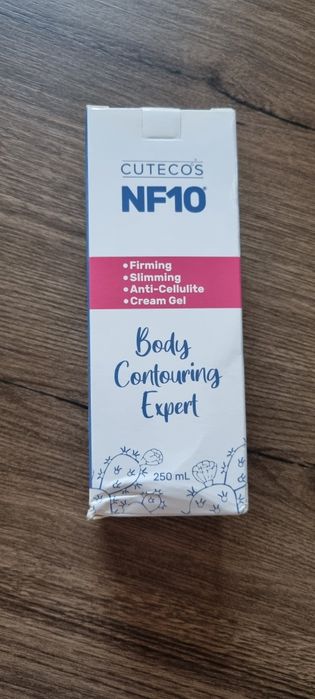 CUTECOS®
NF10®
• Firming
• Slimming
• Anti-Cellulite
• Cream Gel
Body
Contouring
Expert
250 mL